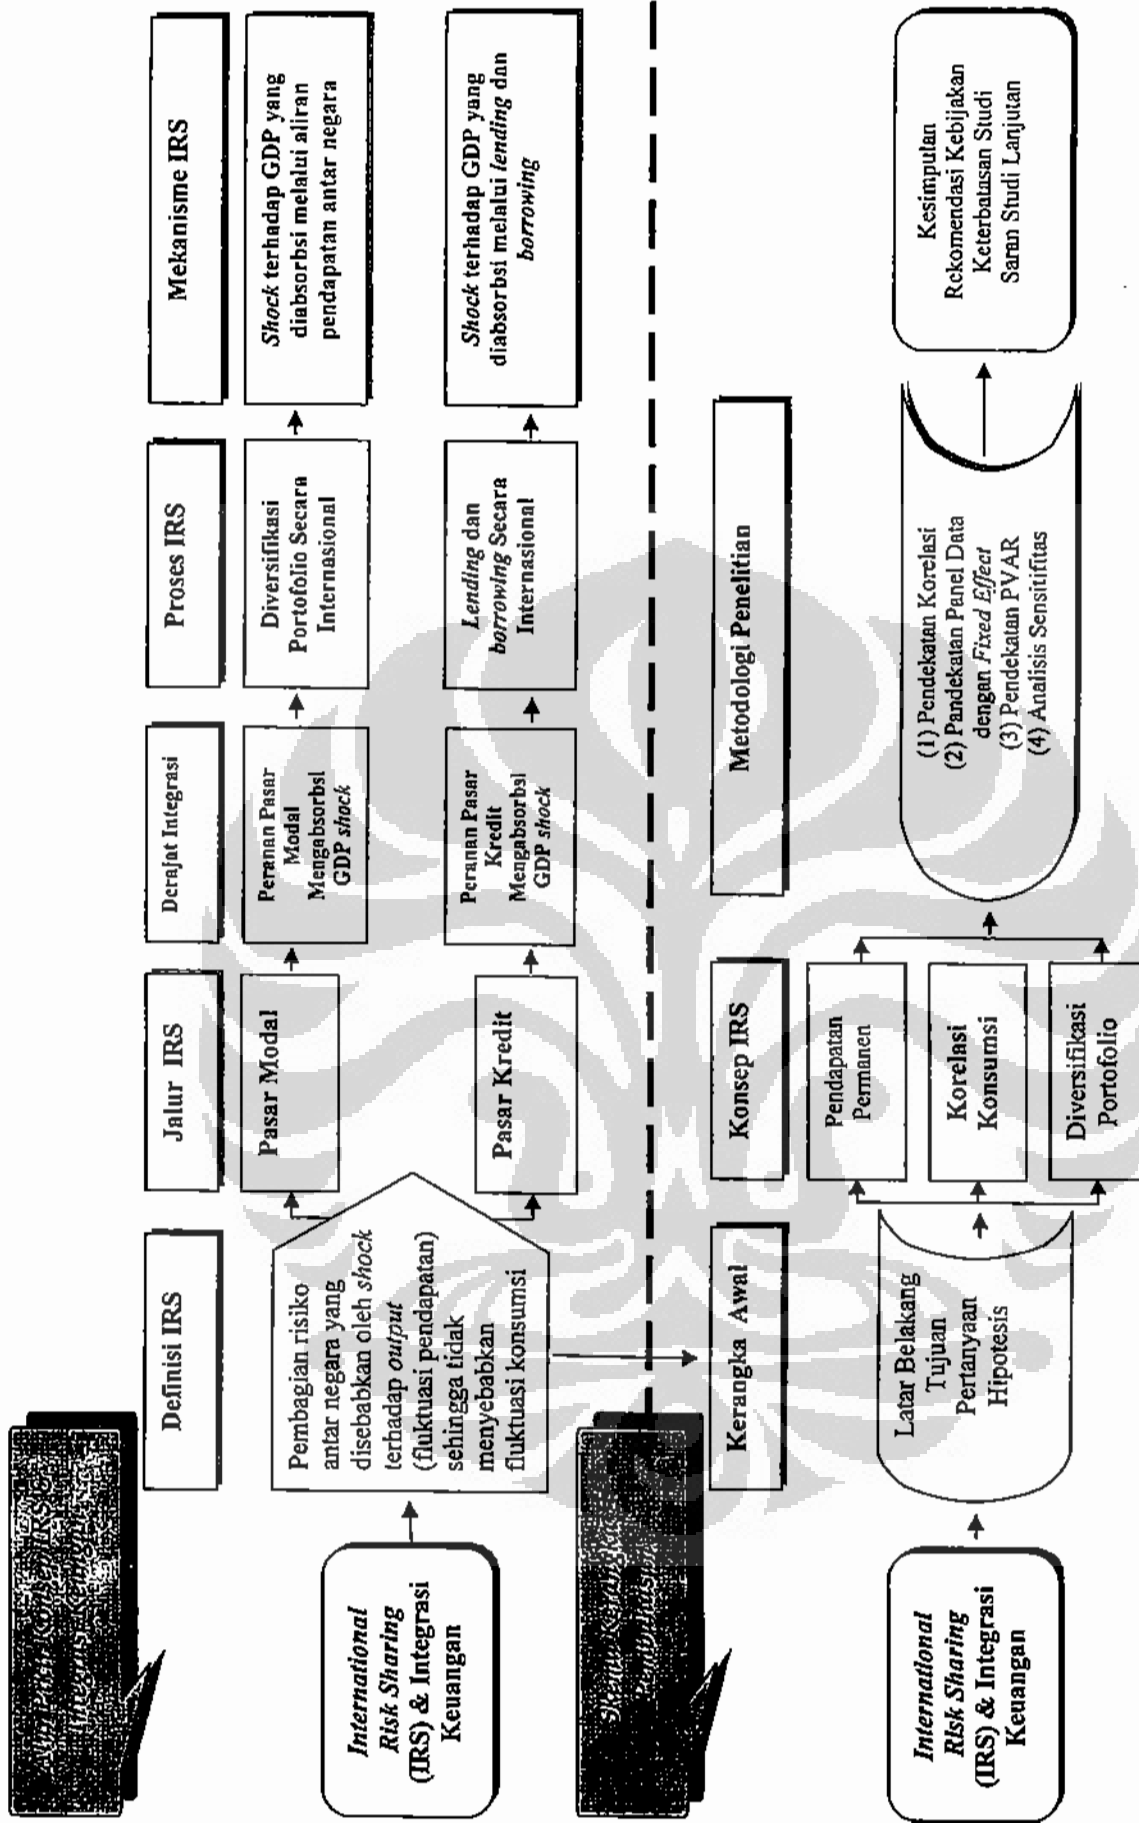 Definisi IRS
Jalur IRS
Derajat Integrasi
Proses IRS
Mekanisme IRS
International
Risk Sharing
(IRS) & Integrasi
Keuangan
Pembagian risiko
antar negara yang
disebabkan oleh shock
terhadap output
(fluktuasi pendapatan)
sehingga tidak
menyebabkan
fluktuasi konsumsi
Pasar Modal
Peranan Pasar
Modal
Mengabsorbsi
GDP shock
Diversifikasi
Portofolio Secara
Internasional
Shock terhadap GDP yang
diabsorbsi melalui aliran
pendapatan antar negara
Pasar Kredit
Peranan Pasar
Kredit
Mengabsorbsi
GDP shock
Lending dan
borrowing Secara
Internasional
Shock terhadap GDP yang
diabsorbsi melalui lending dan
borrowing
Kerangka Awal
Konsep IRS
Metodologi Penelitian
International
Risk Sharing
(IRS) & Integrasi
Keuangan
Latar Belakang
Tujuan
Pertanyaan
Hipotesis
Pendapatan
Permanen
Korelasi
Konsumsi
Diversifikasi
Portofolio
(1) Pendekatan Korelasi
(2) Pandekatan Panel Data
dengan Fixed Effect
(3) Pendekatan PVAR
(4) Analisis Sensitifitas
Kesimputan
Rekomendasi Kebijakan
Keterbatasan Studi
Saran Studi Lanjutan